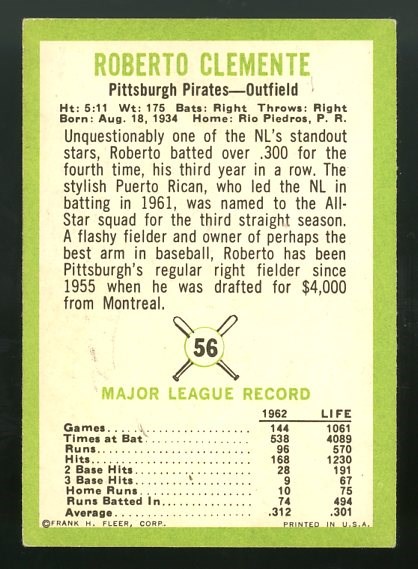 ROBERTO CLEMENTE
Pittsburgh Pirates—Outfield
Ht: 5:11 Wt: 175 Bats: Right Throws: Right
Born: Aug. 18, 1934 Home: Rio Piedros, P. R.
Unquestionably one of the NL's standout
stars, Roberto batted over .300 for the
fourth time, his third year in a row. The
stylish Puerto Rican, who led the NL in
batting in 1961, was named to the All-
Star squad for the third straight season.
A flashy fielder and owner of perhaps the
best arm in baseball, Roberto has been
Pittsburgh's regular right fielder since
1955 when he was drafted for $4,000
from Montreal.
56
MAJOR LEAGUE RECORD
1962 LIFE
Games 144 1061
Times at Bat 538 4089
Runs 96 570
Hits 168 1230
2 Base Hits 28 191
3 Base Hits 9 67
Home Runs 10 75
Runs Batted In 74 494
Average .312 .301
©FRANK H. FLEER, CORP. PRINTED IN U.S.A.